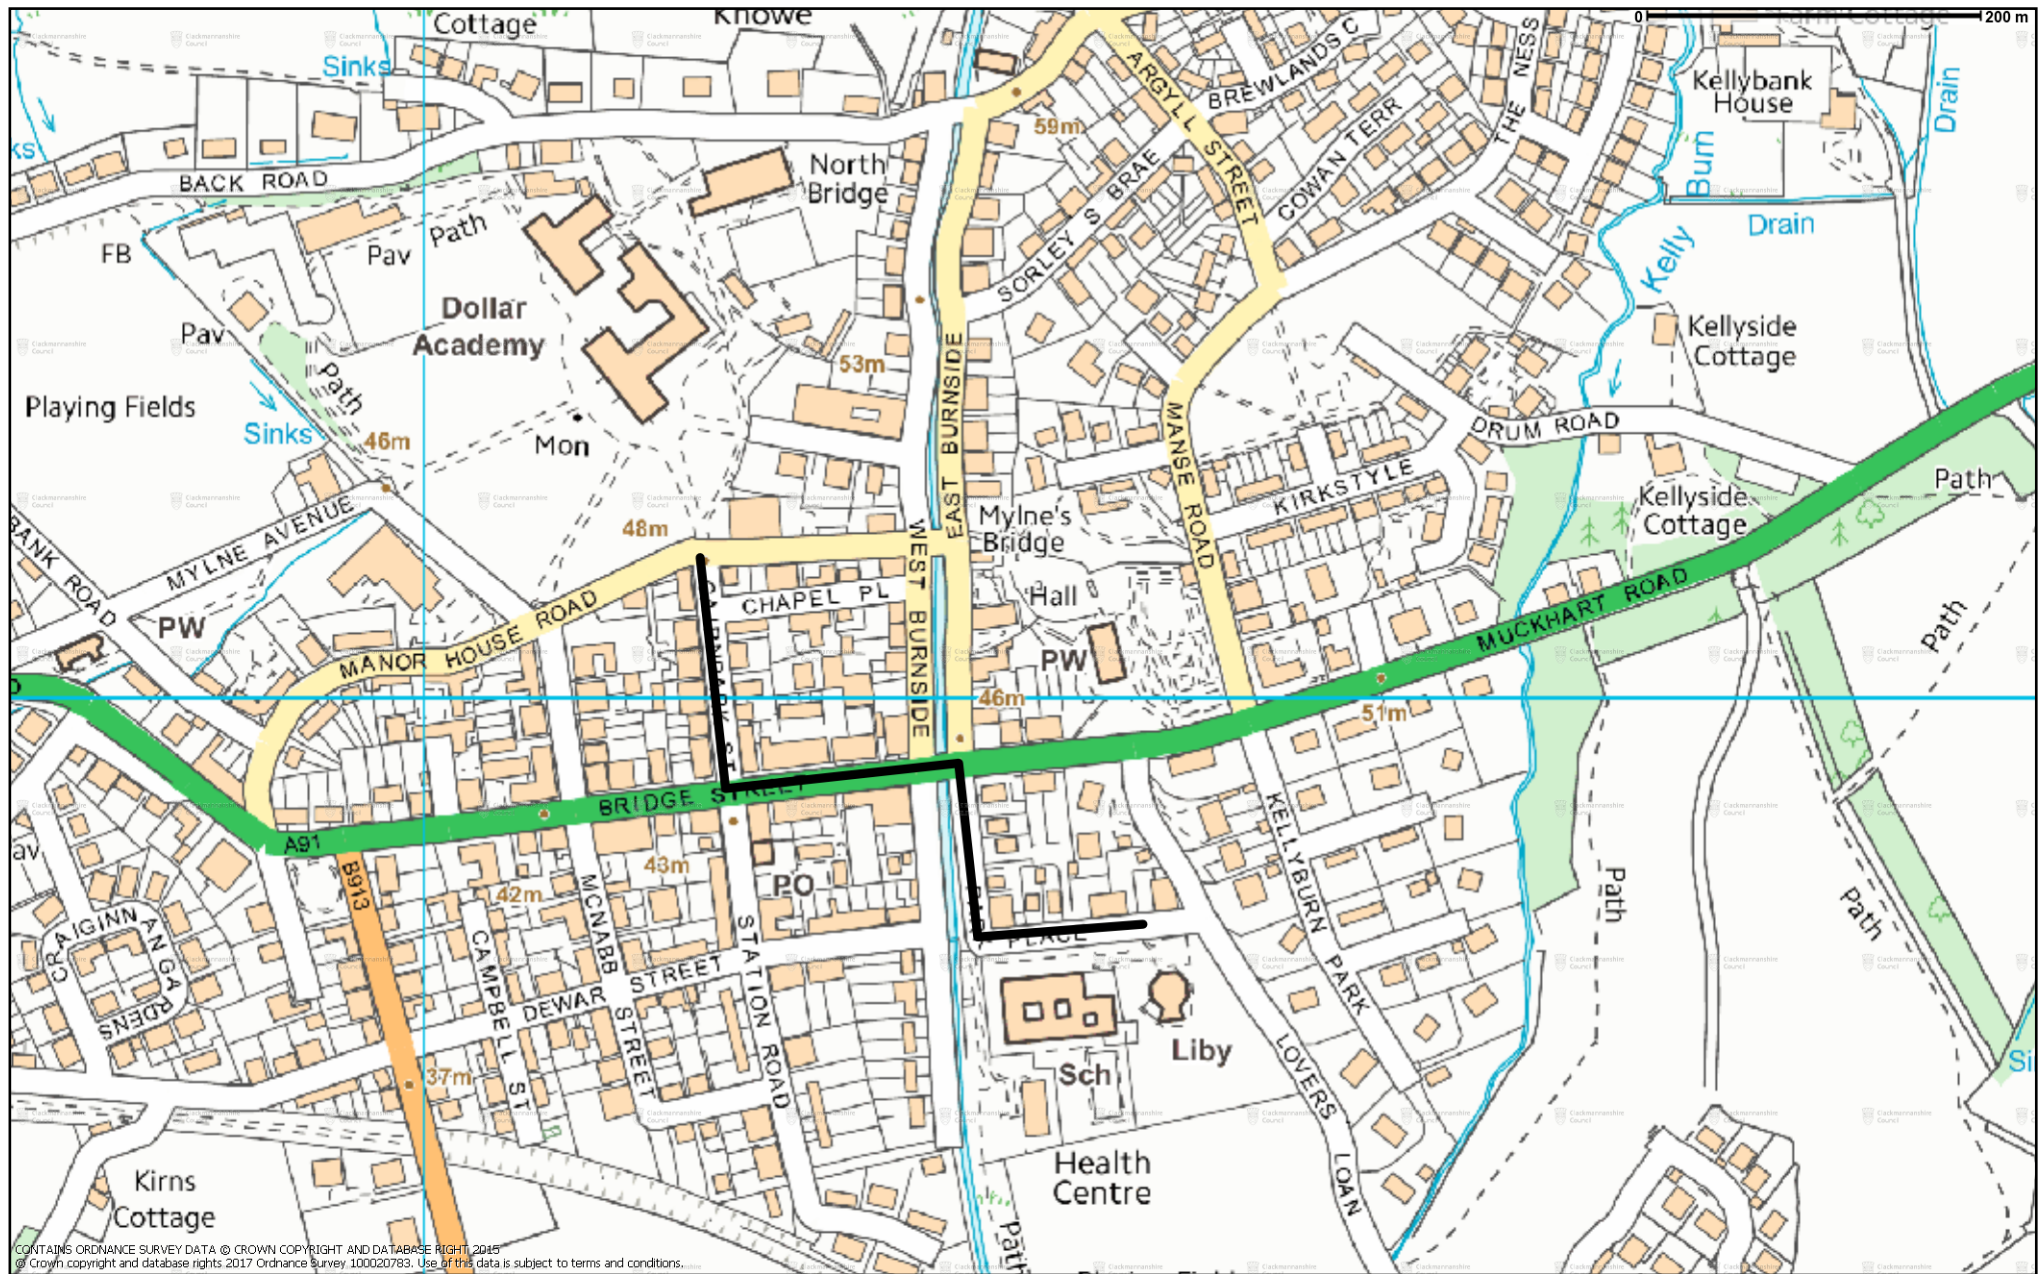 Cottage
Knowe
0
200 m
Farm Cottage
Sinks
ARGYLL STREET
BREWLANDS C
THE NESS
Kellybank
House
Drain
59m
COWAN TERR
Burn
BACK ROAD
North
Bridge
SORLEY S BRAE
Drain
FB
Pav
Path
Kelly
Dollar
Academy
Pav
Kellyside
Cottage
Path
53m
EAST BURNSIDE
Playing Fields
Sinks
46m
Mon
MANSE ROAD
DRUM ROAD
KIRKSTYLE
Path
Kellyside
Cottage
BANK ROAD
MYLNE AVENUE
48m
Mylne's
Bridge
WEST BURNSIDE
CHAPEL PL
Hall
MUCKHART ROAD
Path
PW
MANOR HOUSE ROAD
PW
46m
51m
BRIDGE STREET
A91
B913
43m
42m
PO
KELLYBURN PARK
Path
Path
CRAIGINNAN GARDENS
CAMPBELL ST
MCNABB STREET
DEWAR STREET
STATION ROAD
PLACE
Liby
Sch
LOVERS LOAN
37m
Kirns
Cottage
Health
Centre
Path
CONTAINS ORDNANCE SURVEY DATA © CROWN COPYRIGHT AND DATABASE RIGHT 2015
© Crown copyright and database rights 2017 Ordnance Survey 100020783. Use of this data is subject to terms and conditions.